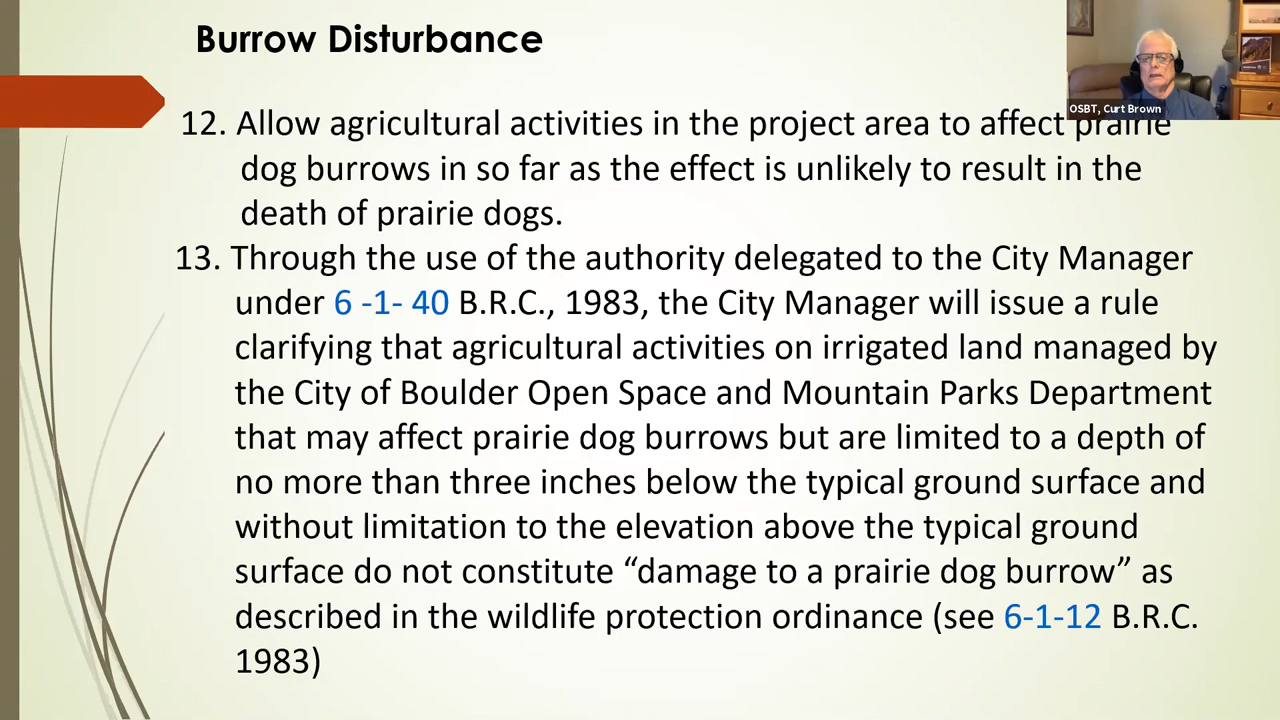 Burrow Disturbance
OSBT, Curt Brown
12. Allow agricultural activities in the project area to affect prairie
dog burrows in so far as the effect is unlikely to result in the
death of prairie dogs.
13. Through the use of the authority delegated to the City Manager
under 6 -1- 40 B.R.C., 1983, the City Manager will issue a rule
clarifying that agricultural activities on irrigated land managed by
the City of Boulder Open Space and Mountain Parks Department
that may affect prairie dog burrows but are limited to a depth of
no more than three inches below the typical ground surface and
without limitation to the elevation above the typical ground
surface do not constitute “damage to a prairie dog burrow” as
described in the wildlife protection ordinance (see 6-1-12 B.R.C.
1983)